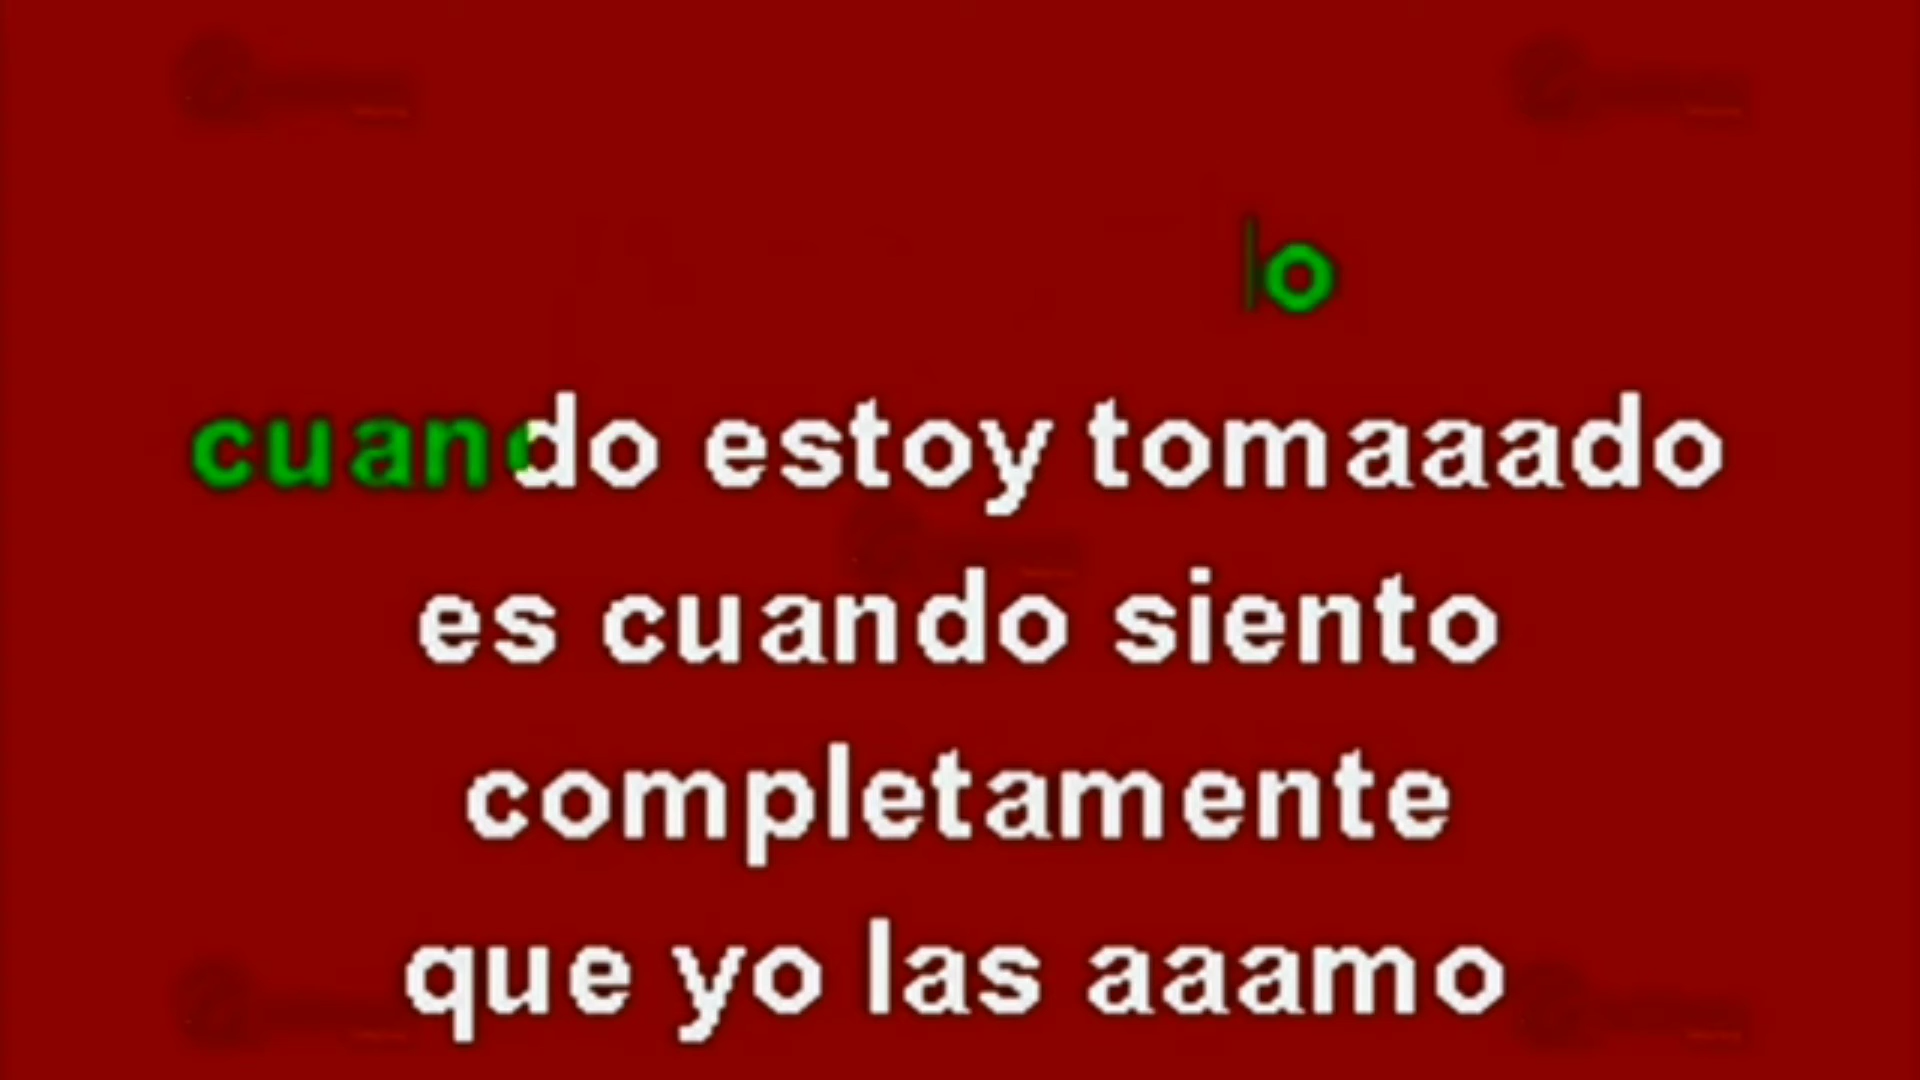 lo
cuando estoy tomaaado
es cuando siento
completamente
que yo las aaamo